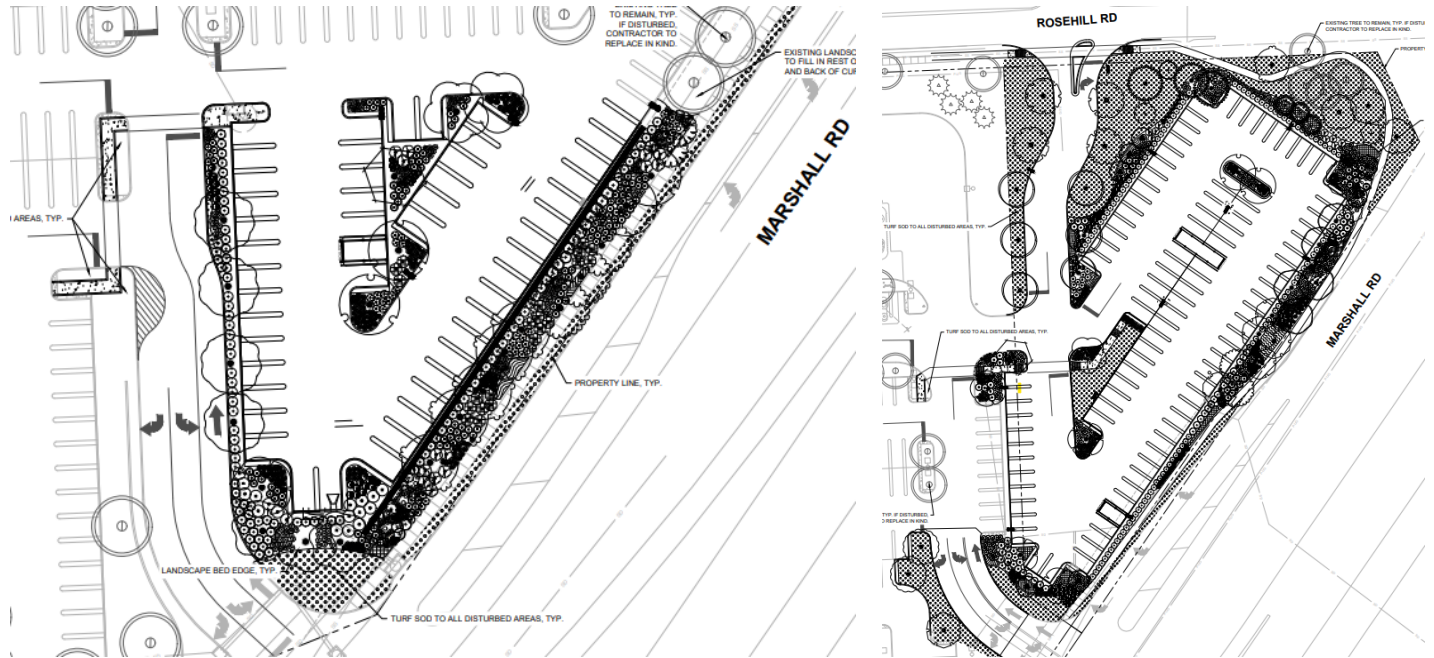 TO REMAIN, TYP.
IF DISTURBED,
CONTRACTOR TO
REPLACE IN KIND.
EXISTING LANDSC
TO FILL IN REST O
AND BACK OF CUR
MARSHALL RD
AREAS, TYP.
PROPERTY LINE, TYP.
LANDSCAPE BED EDGE, TYP.
TURF SOD TO ALL DISTURBED AREAS, TYP.
ROSEHILL RD
EXISTING TREE TO REMAIN, TYP. IF DISTU
CONTRACTOR TO REPLACE IN KIND.
PROPERTY
TURF SOD TO ALL DISTURBED AREAS, TYP.
TURF SOD TO ALL DISTURBED AREAS, TYP.
MARSHALL RD
TYP. IF DISTURBED,
O REPLACE IN KIND.